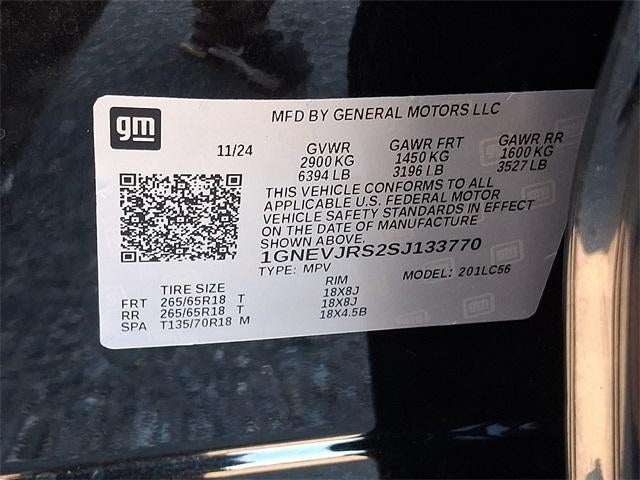 gm
MFD BY GENERAL MOTORS LLC
11/24
GVWR GAWR FRT GAWR RR
2900 KG 1450 KG 1600 KG
6394 LB 3196 LB 3527 LB
THIS VEHICLE CONFORMS TO ALL
APPLICABLE U.S. FEDERAL MOTOR
VEHICLE SAFETY STANDARDS IN EFFECT
ON THE DATE OF MANUFACTURE
SHOWN ABOVE.
1GNEVJRS2SJ133770
TYPE: MPV MODEL: 201LC56
TIRE SIZE RIM
FRT 265/65R18 T 18X8J
RR 265/65R18 T 18X8J
SPA T135/70R18 M 18X4.5B